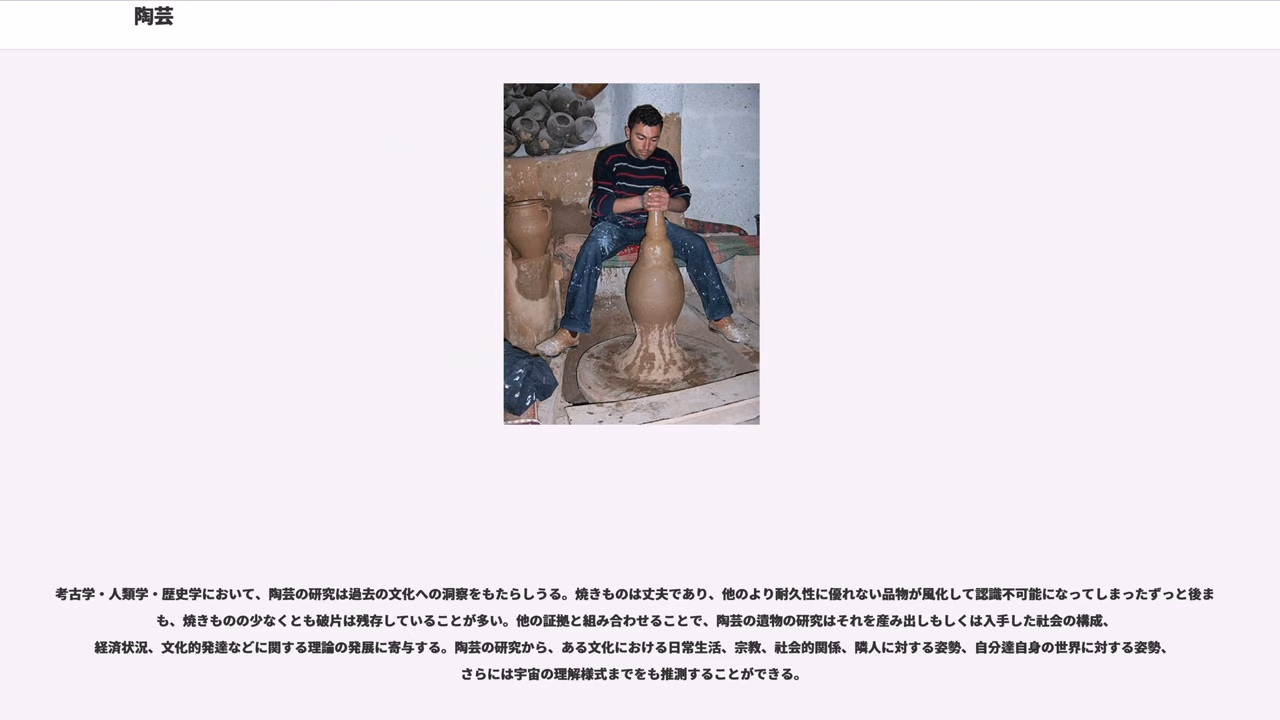 陶芸
考古学・人類学・歴史学において、陶芸の研究は過去の文化への洞察をもたらしうる。焼きものは丈夫であり、他のより耐久性に優れない品物が風化して認識不可能になってしまったずっと後ま
も、焼きものの少なくとも破片は残存していることが多い。他の証拠と組み合わせることで、陶芸の遺物の研究はそれを産み出しもしくは入手した社会の構成、
経済状況、文化的発達などに関する理論の発展に寄与する。陶芸の研究から、ある文化における日常生活、宗教、社会的関係、隣人に対する姿勢、自分達自身の世界に対する姿勢、
さらには宇宙の理解様式までをも推測することができる。